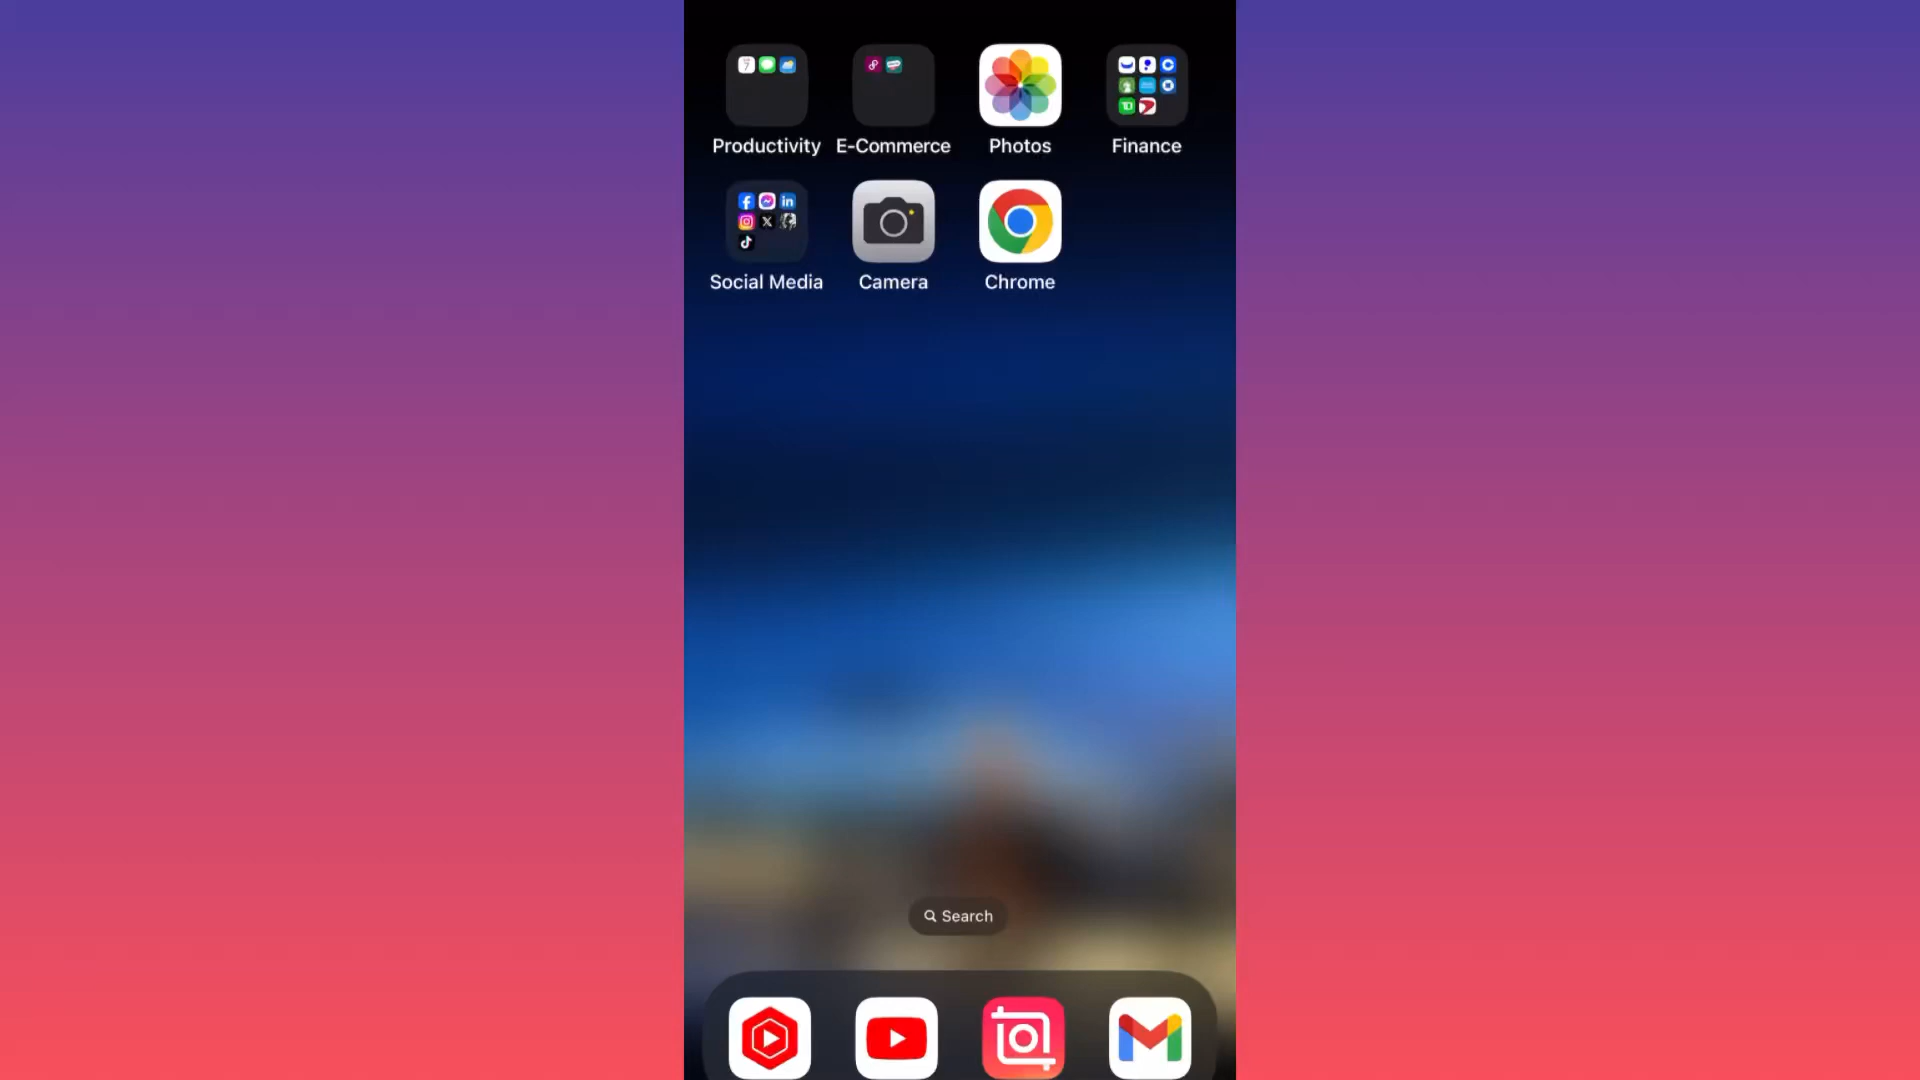 Productivity E-Commerce Photos Finance
Social Media Camera Chrome
Search